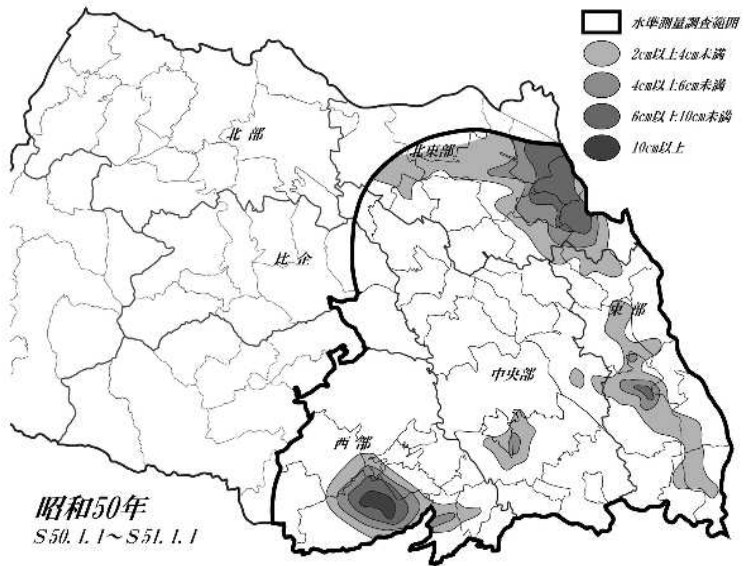 水準測量調査範囲
2cm以上4cm未満
4cm以上6cm未満
6cm以上10cm未満
10cm以上
北部
北東部
比企
東部
中央部
西部
昭和50年
S50.1.1～S51.1.1